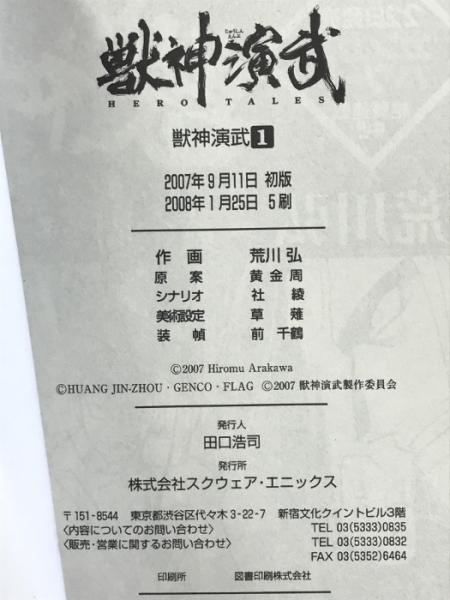 獣神演武
じゅうしん えんぶ
HERO TALES
獣神演武 1
2007年9月11日 初版
2008年1月25日 5刷
作画 荒川弘
原案 黄金周
シナリオ 社綾
美術設定 草薙
装幀 前千鶴
©2007 Hiromu Arakawa
©HUANG JIN-ZHOU・GENCO・FLAG ©2007 獣神演武製作委員会
発行人
田口浩司
発行所
株式会社スクウェア・エニックス
〒151-8544 東京都渋谷区代々木3-22-7 新宿文化クイントビル3階
〈内容についてのお問い合わせ〉 TEL 03(5333)0835
〈販売・営業に関するお問い合わせ〉 TEL 03(5333)0832
FAX 03(5352)6464
印刷所 図書印刷株式会社